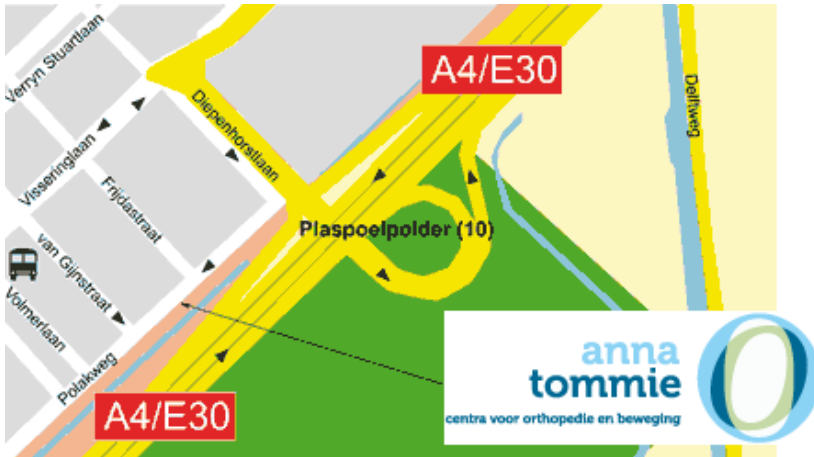 Verryn Stuartlaan
A4/E30
Delftweg
Diepenhorstlaan
Visseringlaan
Frijdastraat
Plaspoelpolder (10)
van Gijnstraat
Volmerlaan
Polakweg
anna
tommie
centra voor orthopedie en beweging
A4/E30